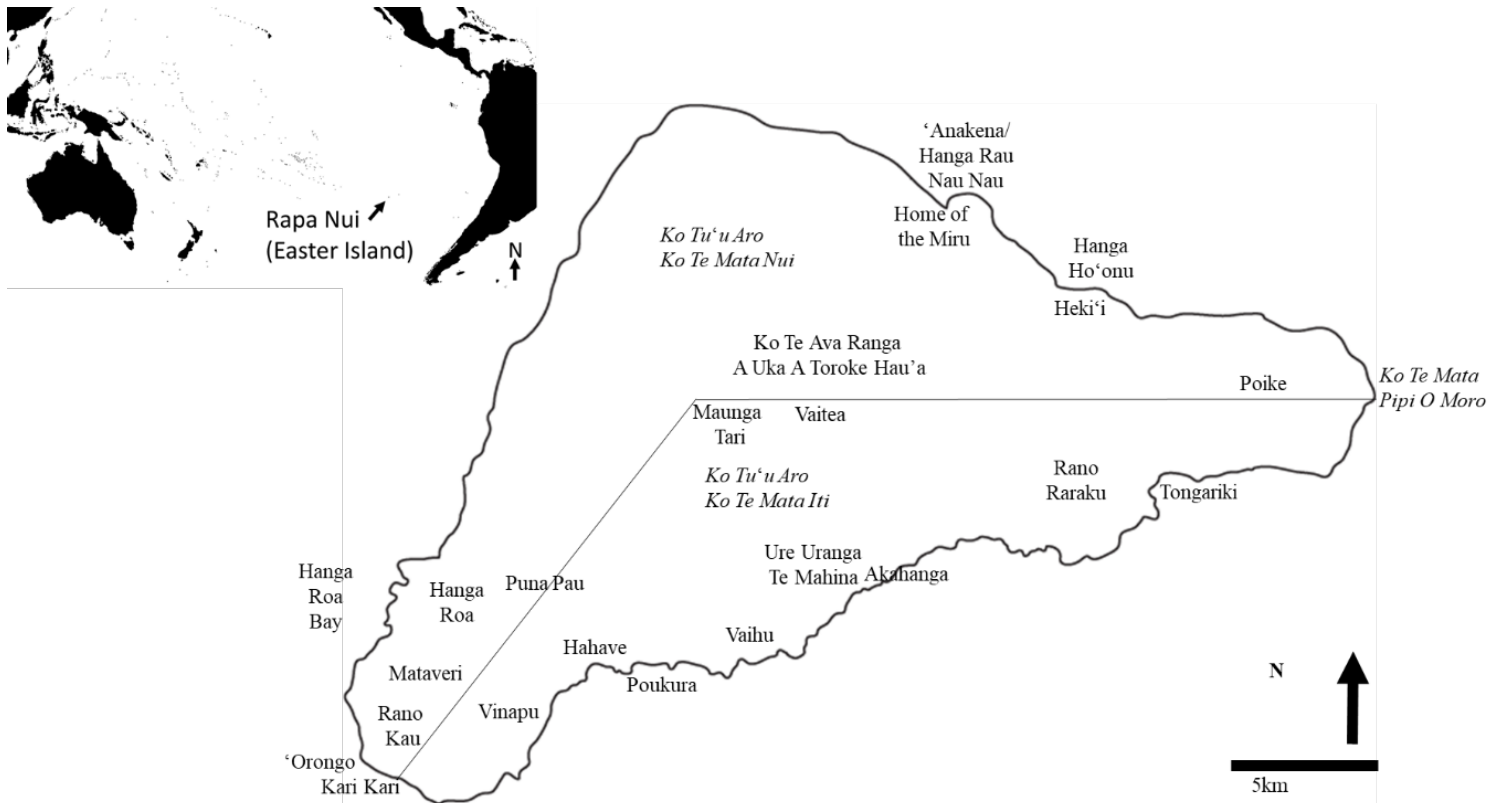 Rapa Nui
(Easter Island)
N
‘Anakena/
Hanga Rau
Nau Nau
Home of
the Miru
Ko Tu‘u Aro
Ko Te Mata Nui
Hanga
Ho‘onu
Heki‘i
Ko Te Ava Ranga
A Uka A Toroke Hau’a
Poike
Ko Te Mata
Pipi O Moro
Maunga
Tari
Vaitea
Ko Tu‘u Aro
Ko Te Mata Iti
Rano
Raraku
Tongariki
Ure Uranga
Te Mahina
Akahanga
Hanga
Roa
Bay
Hanga
Roa
Puna Pau
Hahave
Vaihu
Poukura
Mataveri
Vinapu
Rano
Kau
‘Orongo
Kari Kari
N
5km